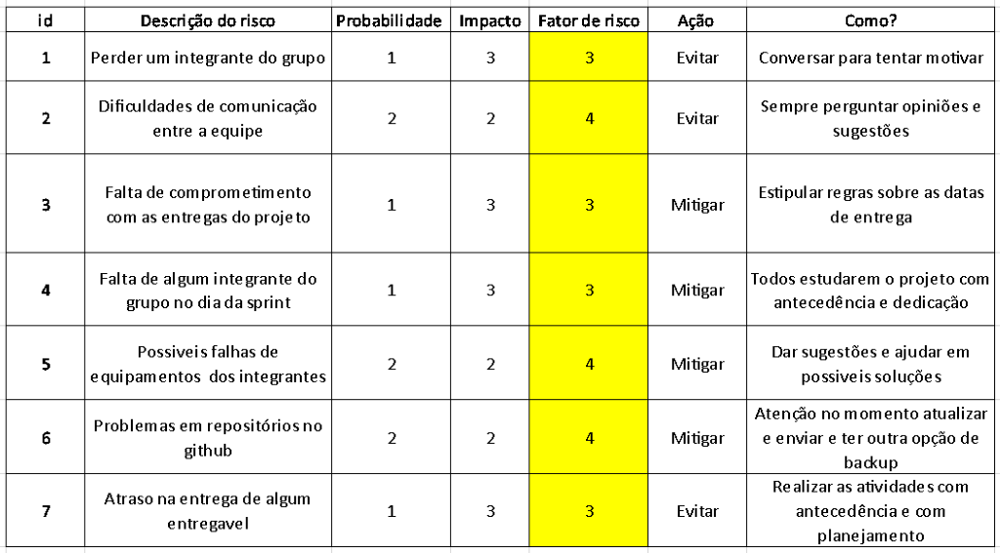 id Descrição do risco Probabilidade Impacto Fator de risco Ação Como?
1 Perder um integrante do grupo 1 3 3 Evitar Conversar para tentar motivar
2 Dificuldades de comunicação entre a equipe 2 2 4 Evitar Sempre perguntar opiniões e sugestões
3 Falta de comprometimento com as entregas do projeto 1 3 3 Mitigar Estipular regras sobre as datas de entrega
4 Falta de algum integrante do grupo no dia da sprint 1 3 3 Mitigar Todos estudarem o projeto com antecedência e dedicação
5 Possiveis falhas de equipamentos dos integrantes 2 2 4 Mitigar Dar sugestões e ajudar em possiveis soluções
6 Problemas em repositórios no github 2 2 4 Mitigar Atenção no momento atualizar e enviar e ter outra opção de backup
7 Atraso na entrega de algum entregavel 1 3 3 Evitar Realizar as atividades com antecedência e com planejamento